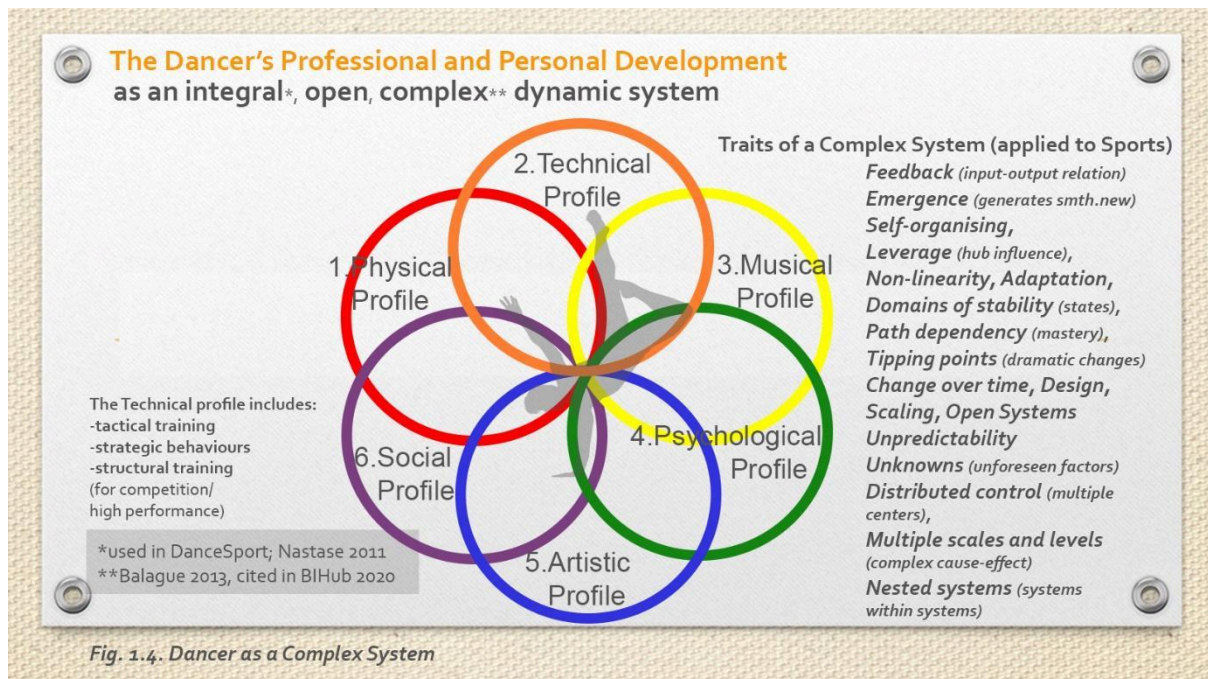 The Dancer's Professional and Personal Development
as an integral*, open, complex** dynamic system
Traits of a Complex System (applied to Sports)
Feedback (input-output relation)
Emergence (generates smth.new)
Self-organising,
Leverage (hub influence),
Non-linearity, Adaptation,
Domains of stability (states),
Path dependency (mastery),
Tipping points (dramatic changes)
Change over time, Design,
Scaling, Open Systems
Unpredictability
Unknowns (unforeseen factors)
Distributed control (multiple
centers),
Multiple scales and levels
(complex cause-effect)
Nested systems (systems
within systems)
1.Physical
Profile
2.Technical
Profile
3.Musical
Profile
4.Psychological
Profile
5.Artistic
Profile
6.Social
Profile
The Technical profile includes:
-tactical training
-strategic behaviours
-structural training
(for competition/
high performance)
*used in DanceSport; Nastase 2011
**Balague 2013, cited in BIHub 2020
Fig. 1.4. Dancer as a Complex System